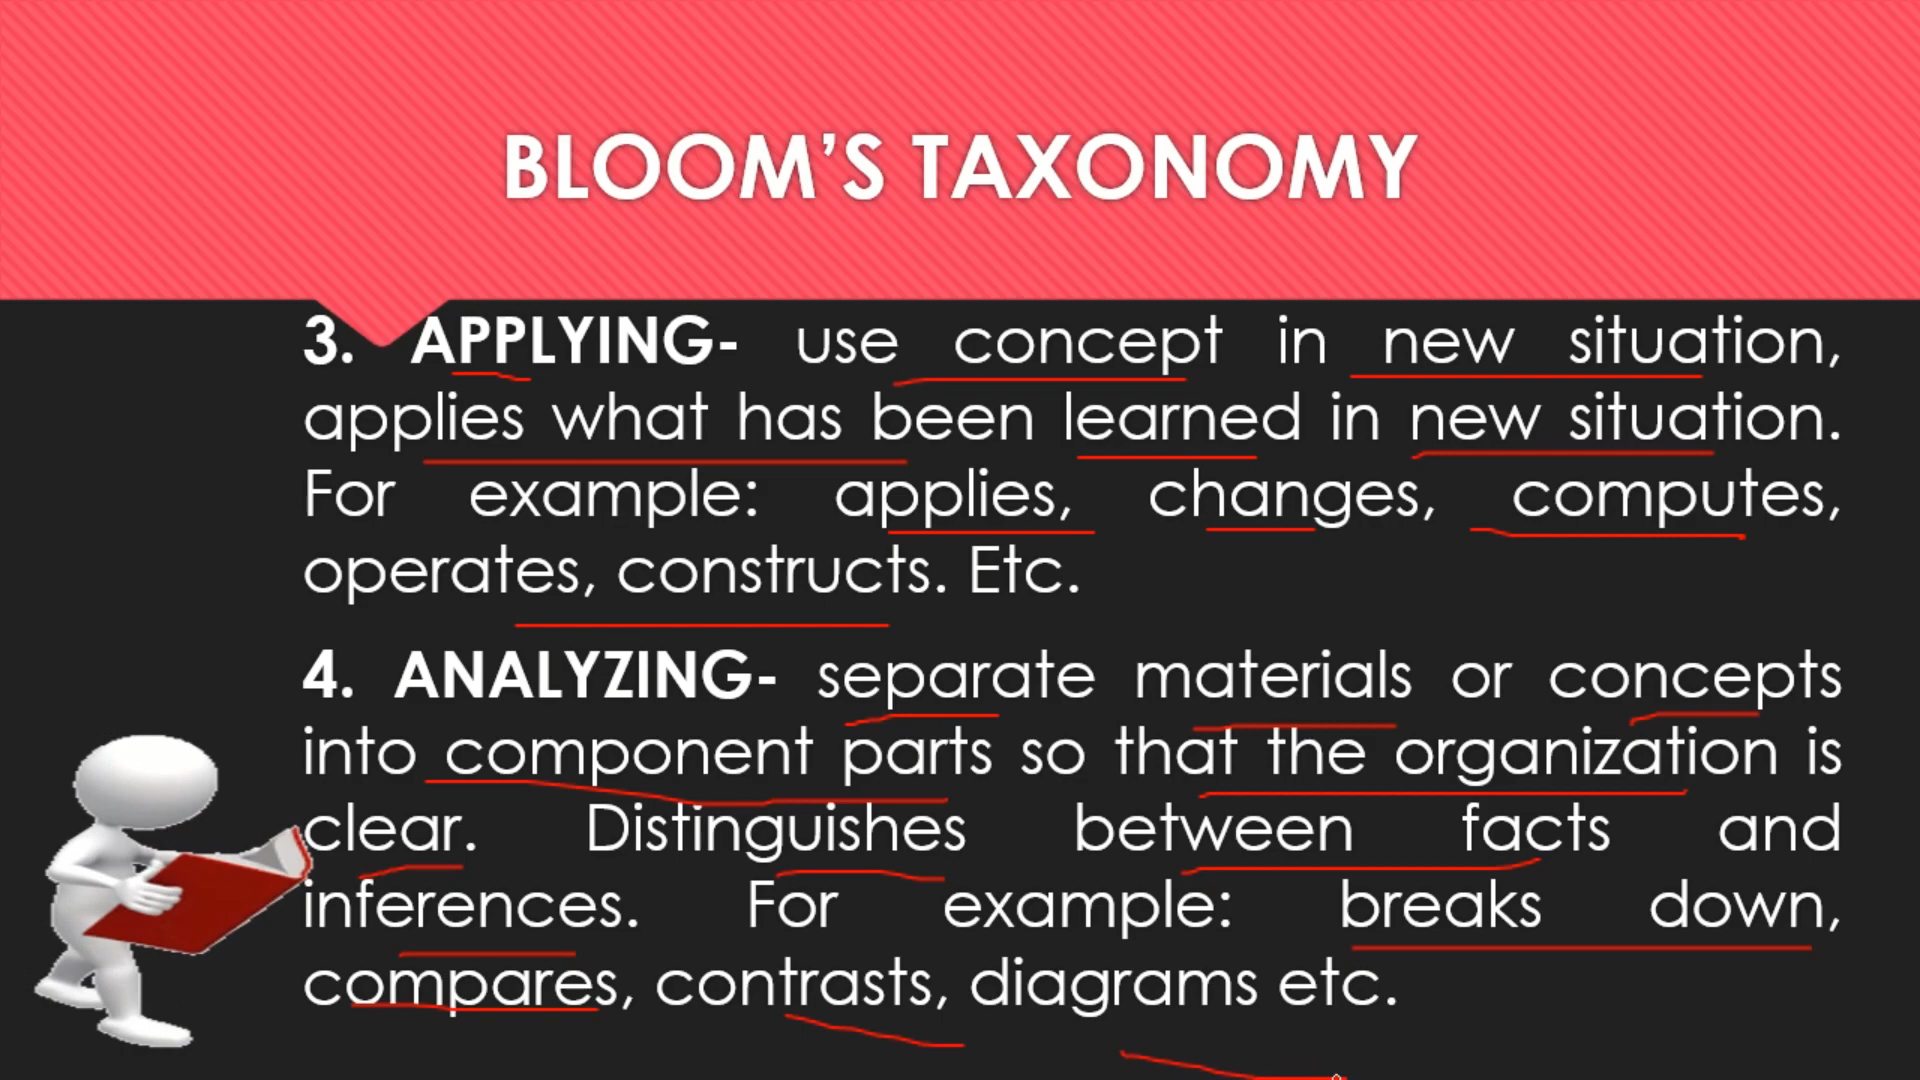 BLOOM’S TAXONOMY
3. APPLYING- use concept in new situation,
applies what has been learned in new situation.
For example: applies, changes, computes,
operates, constructs. Etc.
4. ANALYZING- separate materials or concepts
into component parts so that the organization is
clear. Distinguishes between facts and
inferences. For example: breaks down,
compares, contrasts, diagrams etc.